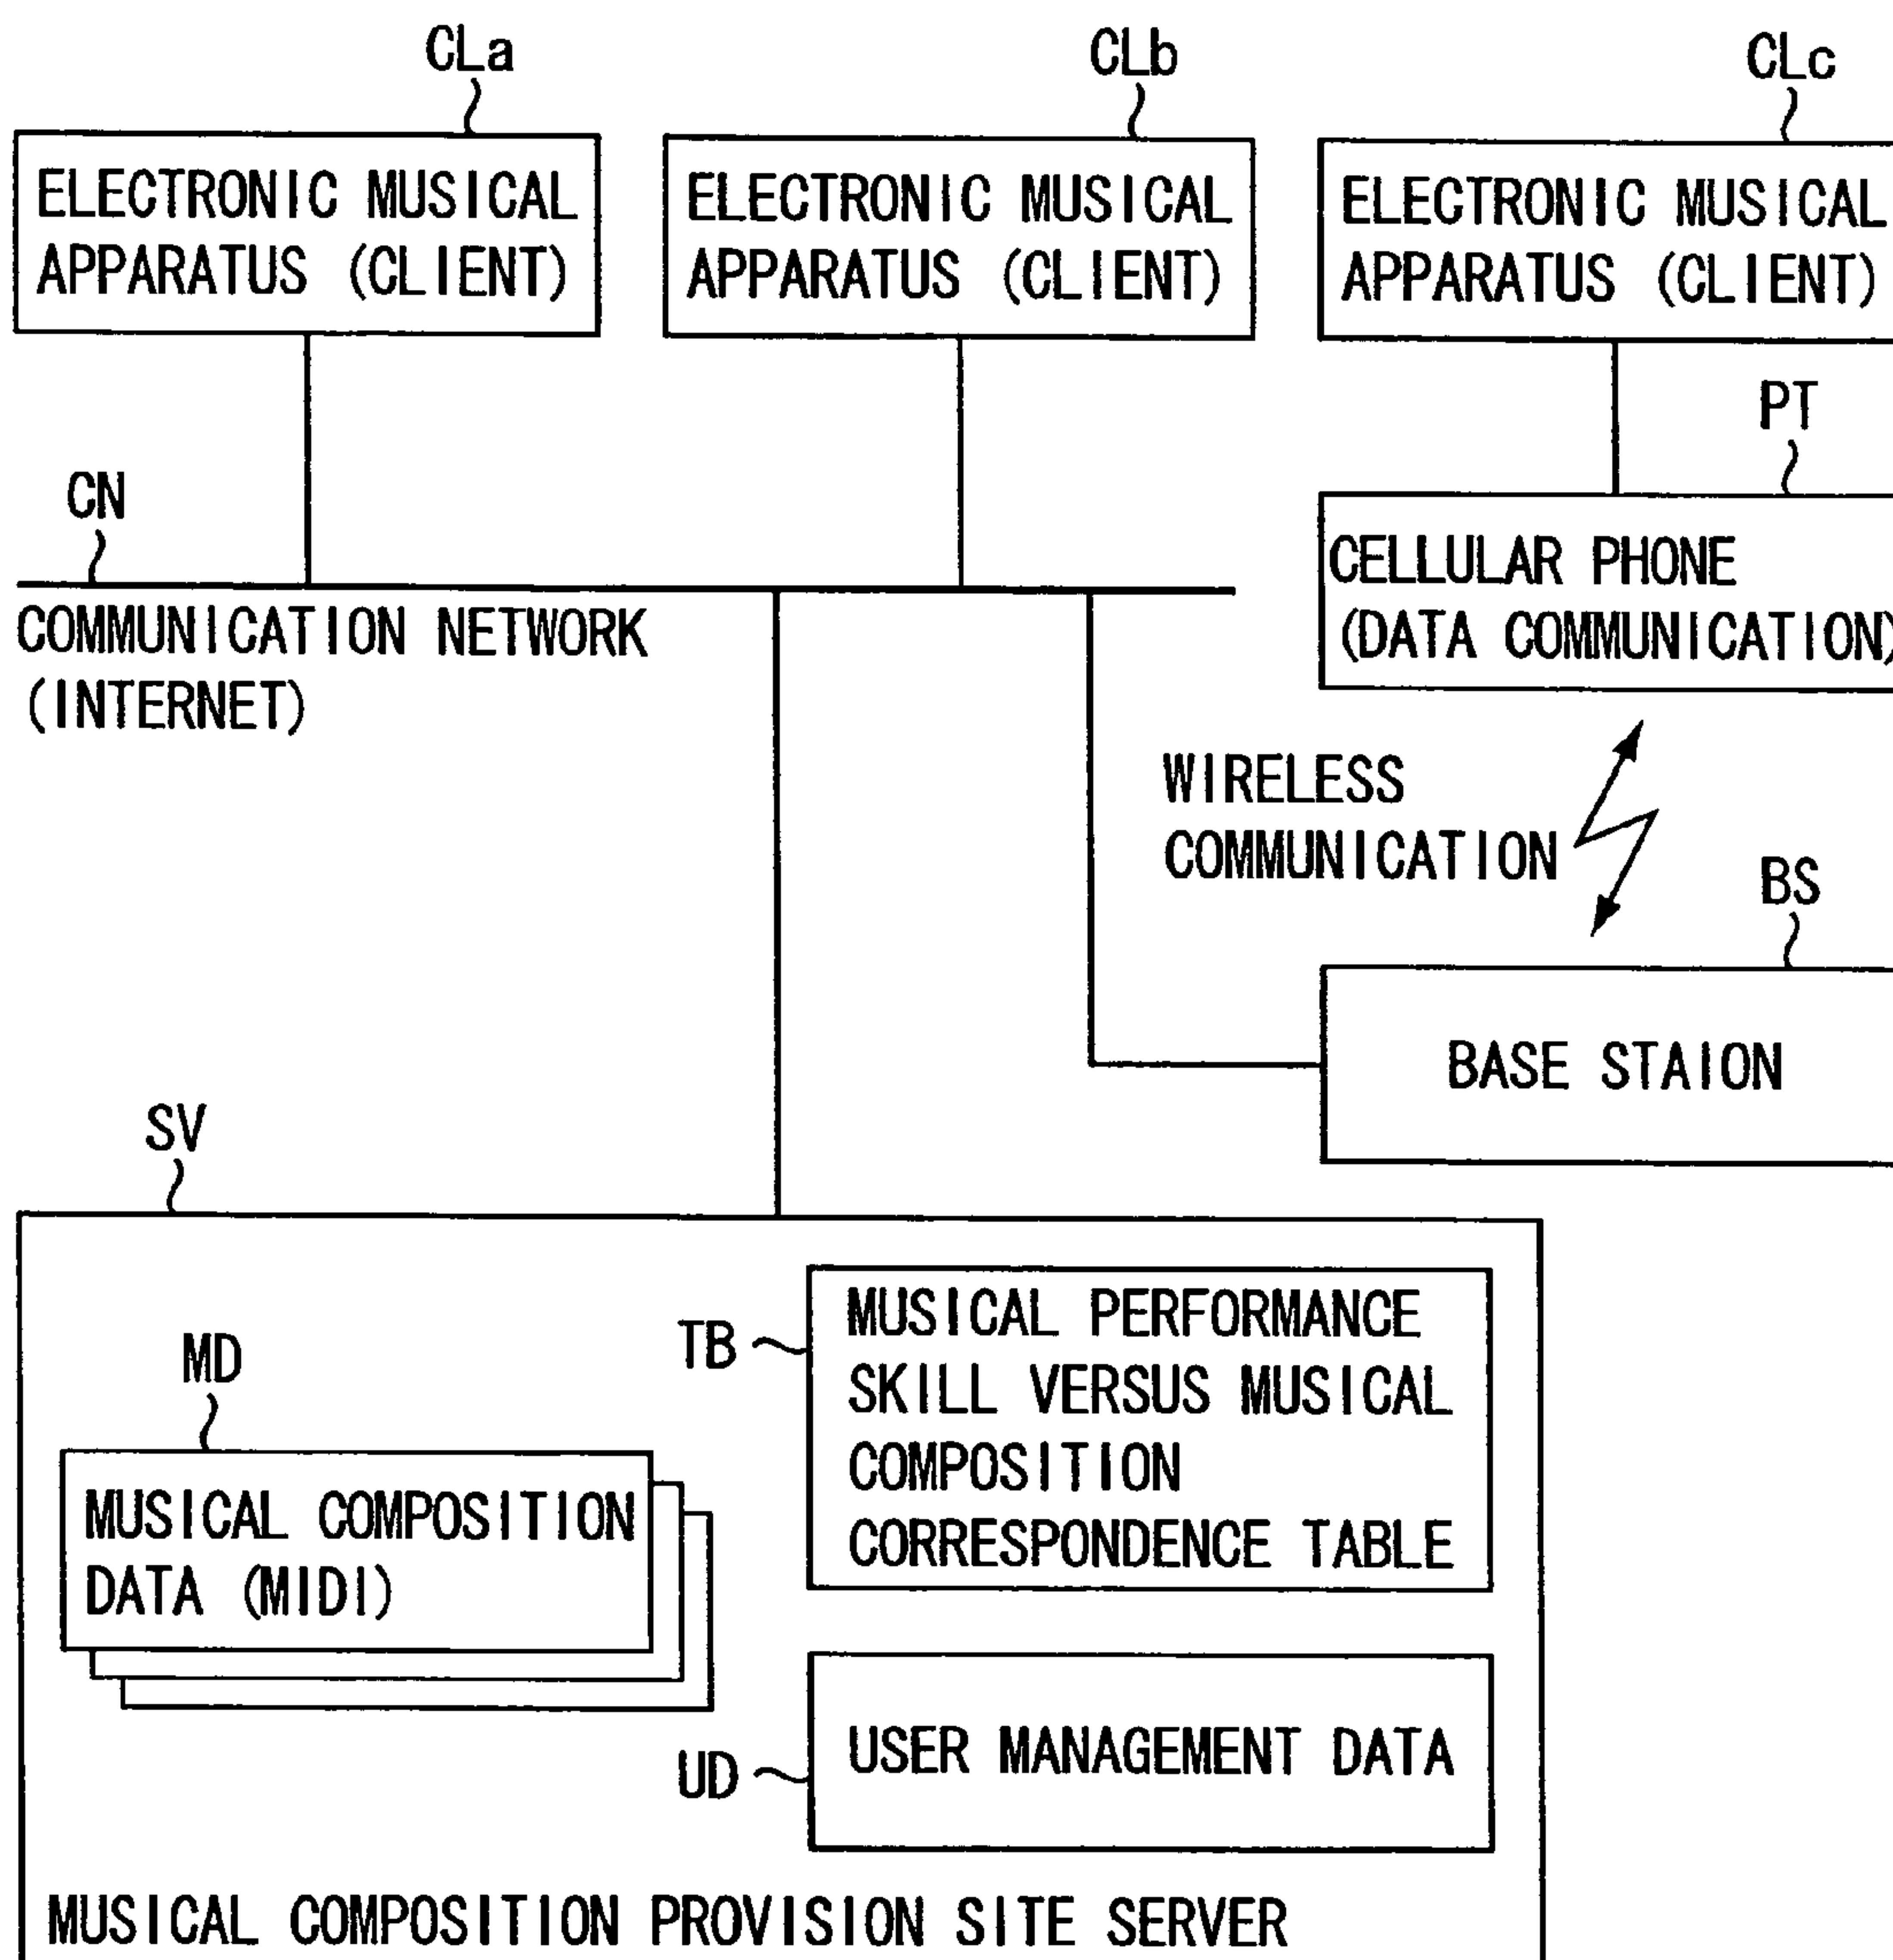 CLa
CLb
CLc
ELECTRONIC MUSICAL
APPARATUS (CLIENT)
ELECTRONIC MUSICAL
APPARATUS (CLIENT)
ELECTRONIC MUSICAL
APPARATUS (CLIENT)
PT
CN
CELLULAR PHONE
(DATA COMMUNICATION)
COMMUNICATION NETWORK
(INTERNET)
WIRELESS
COMMUNICATION
BS
BASE STAION
SV
TB
MUSICAL PERFORMANCE
SKILL VERSUS MUSICAL
COMPOSITION
CORRESPONDENCE TABLE
MD
MUSICAL COMPOSITION
DATA (MIDI)
UD
USER MANAGEMENT DATA
MUSICAL COMPOSITION PROVISION SITE SERVER